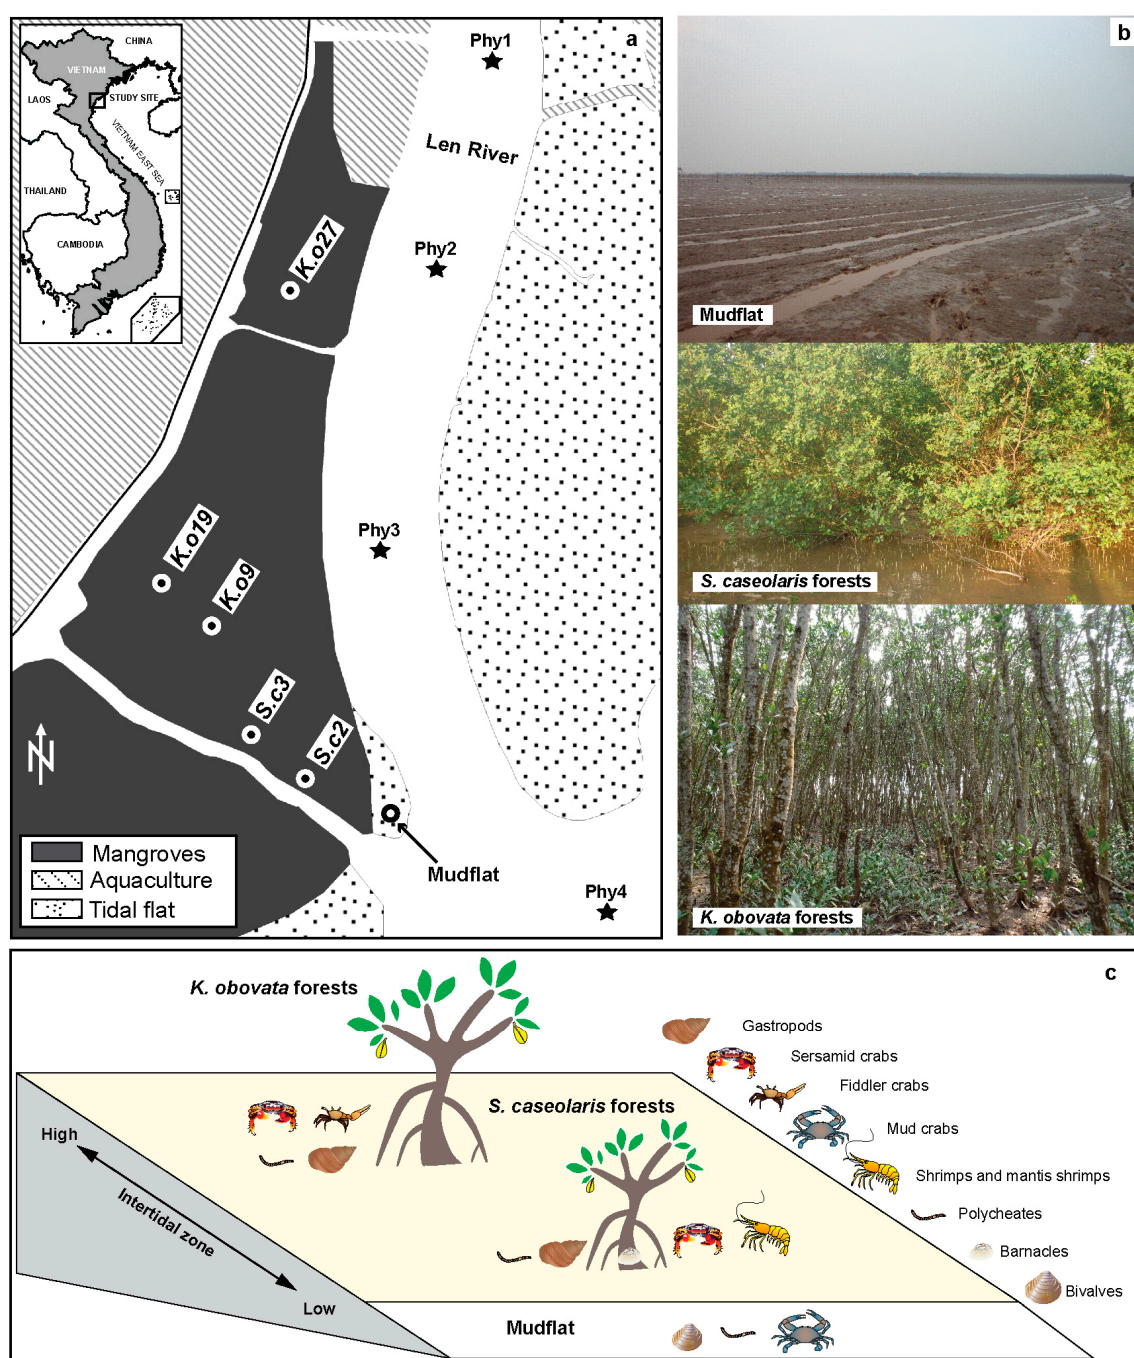 a
CHINA
VIETNAM
LAOS
STUDY SITE
VIETNAM EAST SEA
THAILAND
CAMBODIA
Phy1
Len River
Phy2
K.o27
Phy3
K.o19
K.o9
S.c3
S.c2
N
Mudflat
Phy4
Mangroves
Aquaculture
Tidal flat
b
Mudflat
S. caseolaris forests
K. obovata forests
c
K. obovata forests
S. caseolaris forests
High
Intertidal zone
Low
Mudflat
Gastropods
Sersamid crabs
Fiddler crabs
Mud crabs
Shrimps and mantis shrimps
Polycheates
Barnacles
Bivalves